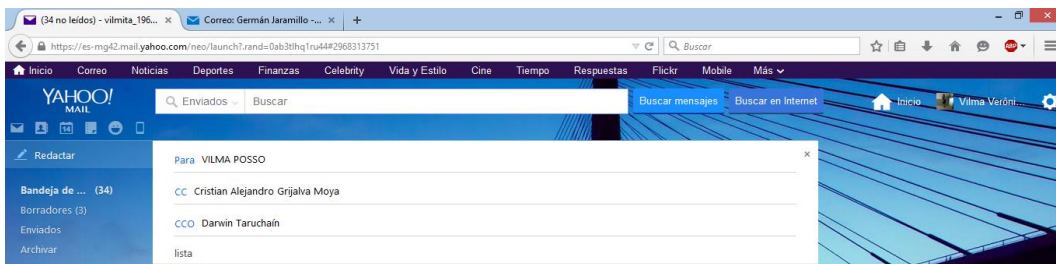 (34 no leídos) - vilmita_196... × Correo: Germán Jaramillo -... × +
https://es-mg42.mail.yahoo.com/neo/launch?.rand=0ab3tlhq1ru44#2968313751 Buscar ABP
Inicio Correo Noticias Deportes Finanzas Celebrity Vida y Estilo Cine Tiempo Respuestas Flickr Mobile Más
YAHOO! MAIL Enviados Buscar Buscar mensajes Buscar en Internet Inicio Vilma Veróni...
14
Redactar Para VILMA POSSO ×
Bandeja de ... (34) CC Cristian Alejandro Grijalva Moya
Borradores (3)
Enviados CCO Darwin Taruchaín
Archivar lista